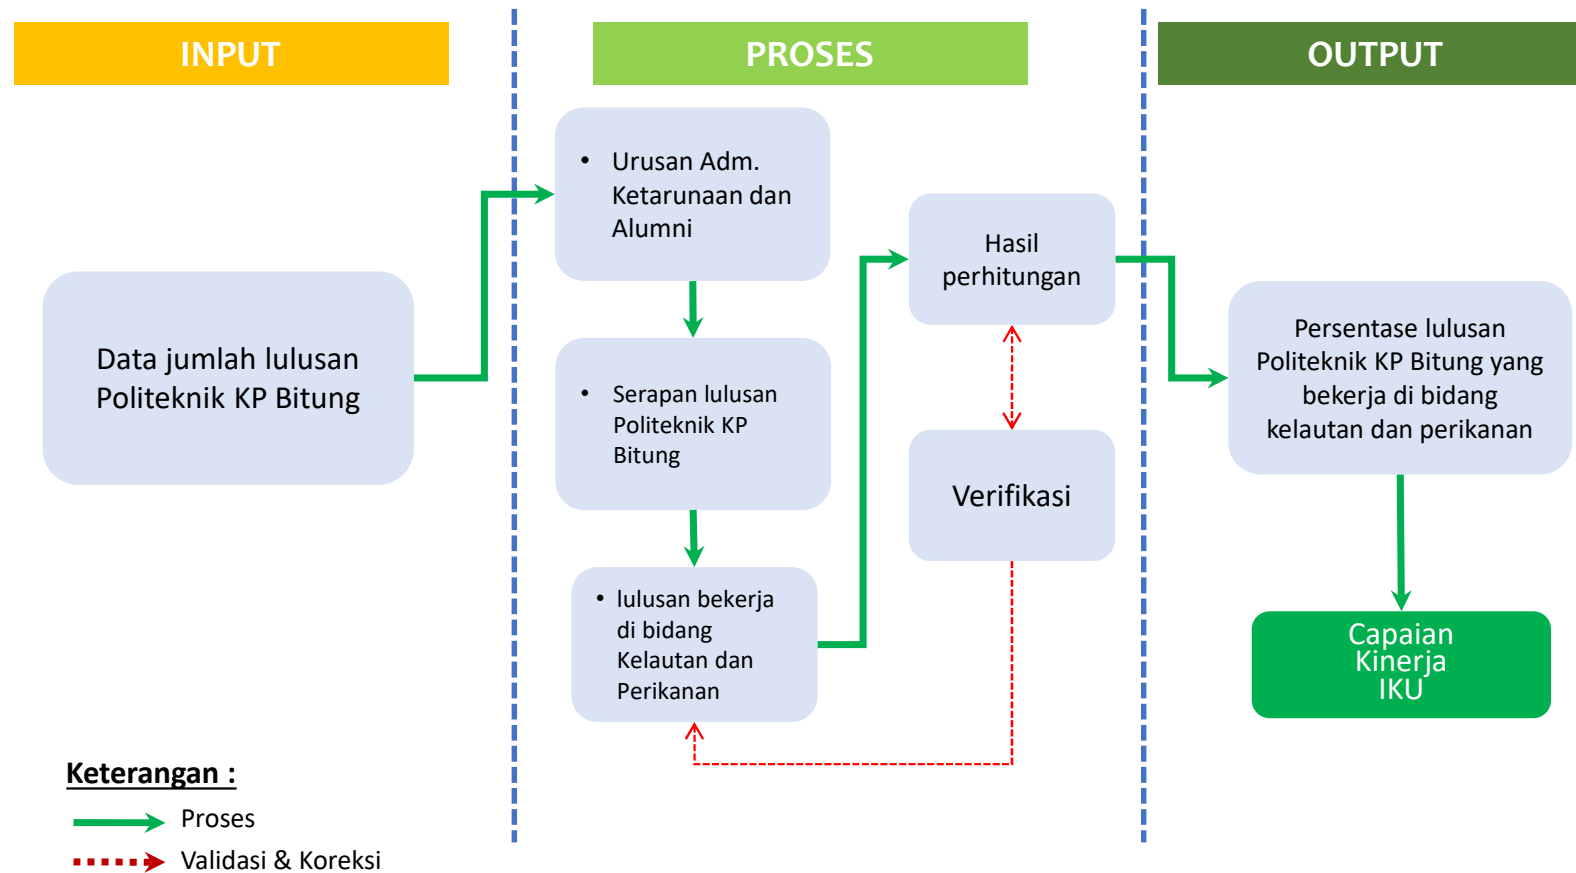 INPUT
PROSES
OUTPUT
Data jumlah lulusan
Politeknik KP Bitung
• Urusan Adm.
Ketarunaan dan
Alumni
• Serapan lulusan
Politeknik KP
Bitung
• lulusan bekerja
di bidang
Kelautan dan
Perikanan
Hasil
perhitungan
Verifikasi
Persentase lulusan
Politeknik KP Bitung yang
bekerja di bidang
kelautan dan perikanan
Capaian
Kinerja
IKU
Keterangan :
Proses
Validasi & Koreksi